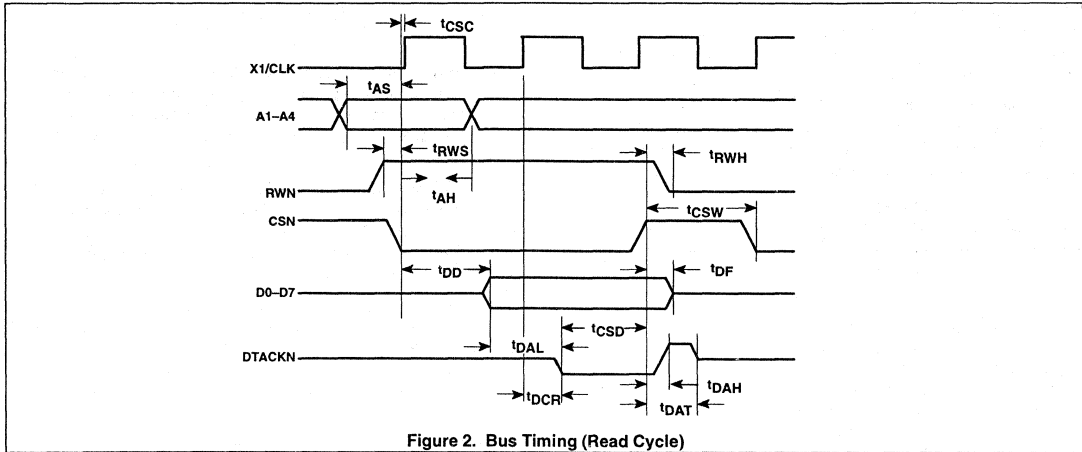 tCSC
X1/CLK
tAS
A1–A4
tRWS
tRWH
RWN
tAH
tCSW
CSN
tDD
tDF
D0–D7
tCSD
DTACKN
tDAL
tDAH
tDCR
tDAT
Figure 2. Bus Timing (Read Cycle)